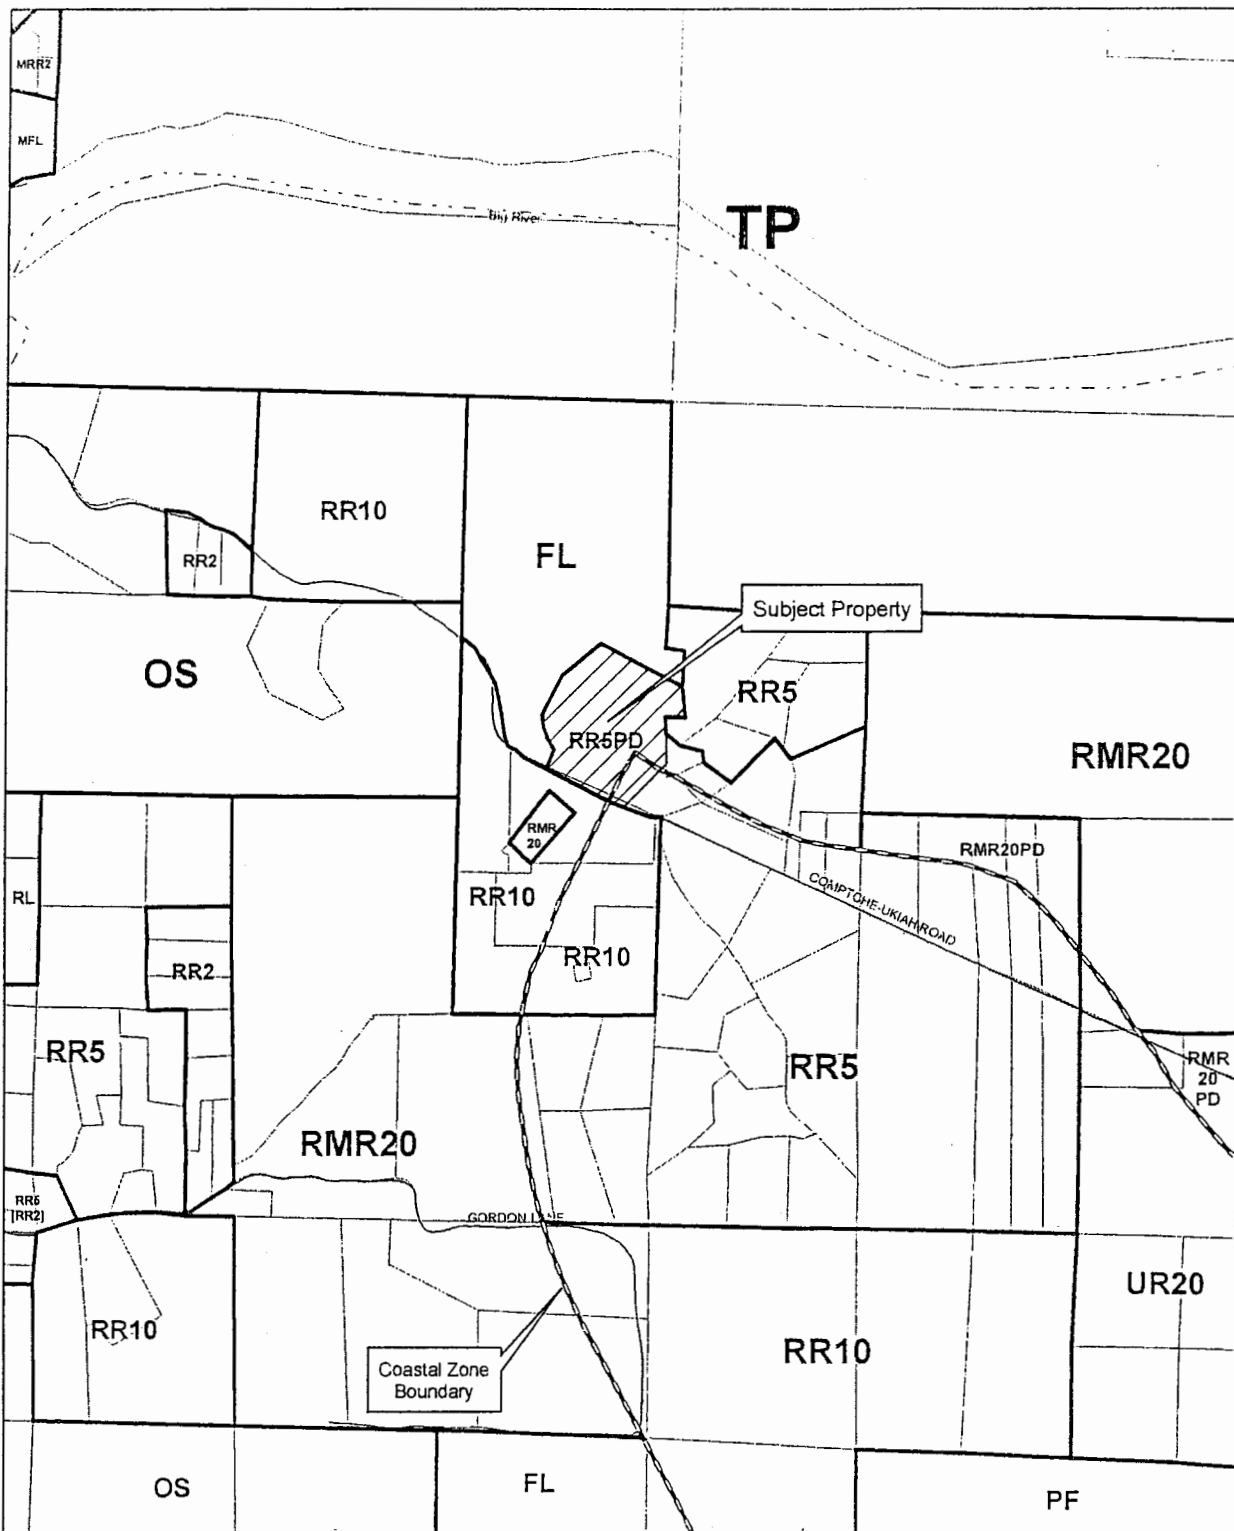 MRR2
MFL
Big River
TP
RR10
RR2
FL
Subject Property
OS
RR5
RR5PD
RMR20
RMR
20
RMR20PD
RL
RR10
COMPTCHE-UKIAH ROAD
RR2
RR10
RR5
RR5
RMR
20
PD
RMR20
RR5
[RR2]
GORDON LANE
UR20
RR10
RR10
Coastal Zone
Boundary
OS
FL
PF